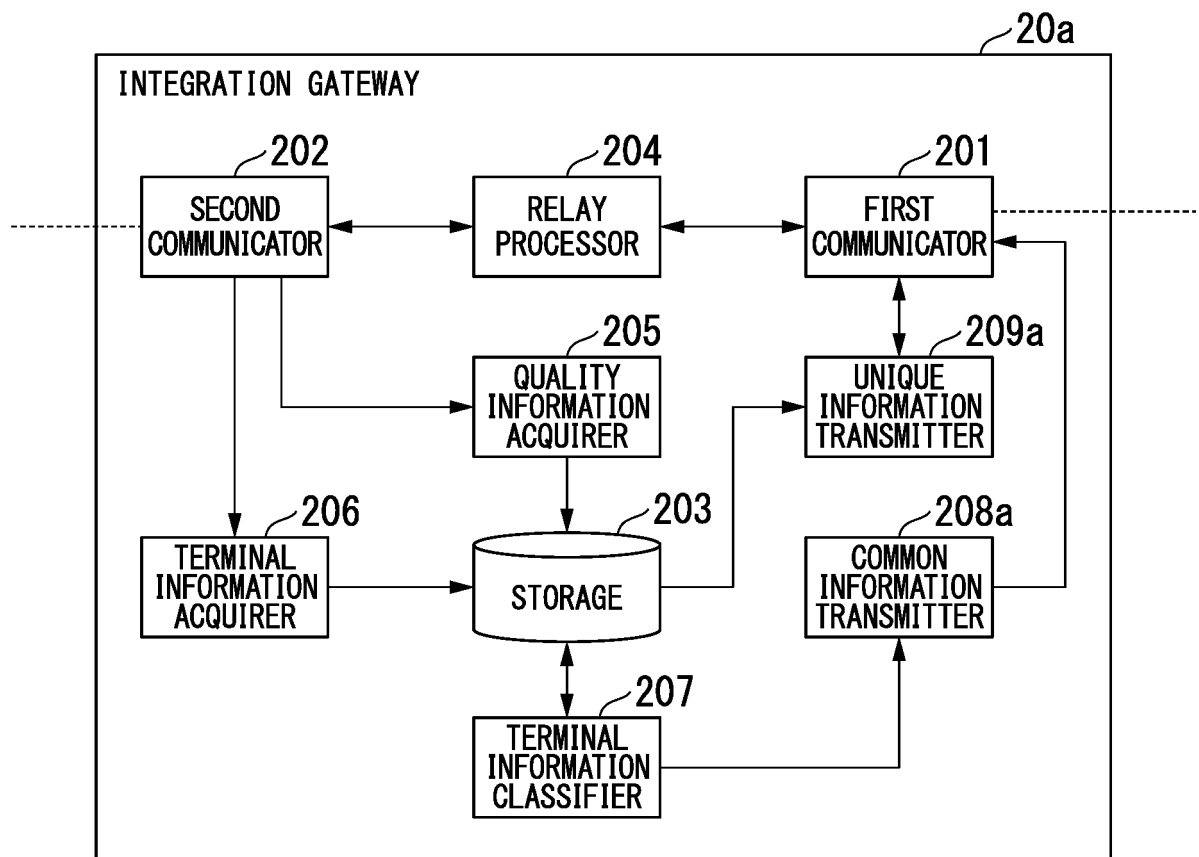 20a
INTEGRATION GATEWAY
202
204
201
SECOND
COMMUNICATOR
RELAY
PROCESSOR
FIRST
COMMUNICATOR
205
209a
QUALITY
INFORMATION
ACQUIRER
UNIQUE
INFORMATION
TRANSMITTER
206
203
208a
TERMINAL
INFORMATION
ACQUIRER
STORAGE
COMMON
INFORMATION
TRANSMITTER
207
TERMINAL
INFORMATION
CLASSIFIER